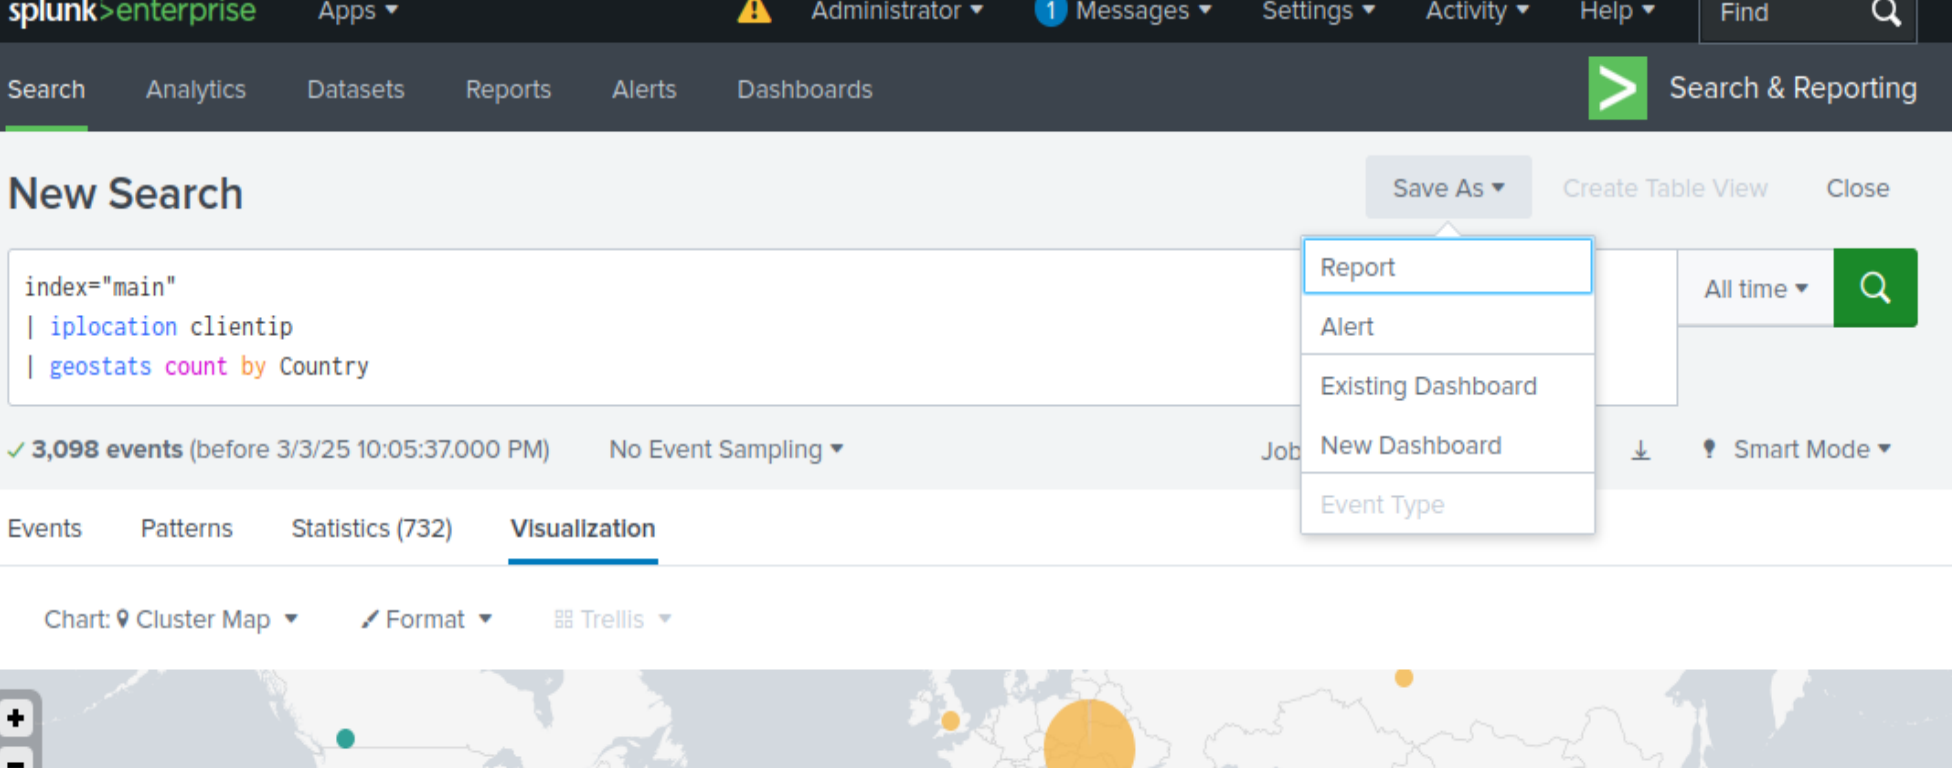 splunk>enterprise Apps Administrator 1 Messages Settings Activity Help Find
Search Analytics Datasets Reports Alerts Dashboards Search & Reporting
New Search Save As Create Table View Close
Report
Alert
Existing Dashboard
New Dashboard
Event Type
index="main"
| iplocation clientip
| geostats count by Country
All time
3,098 events (before 3/3/25 10:05:37.000 PM) No Event Sampling Job Smart Mode
Events Patterns Statistics (732) Visualization
Chart: Cluster Map Format Trellis
+